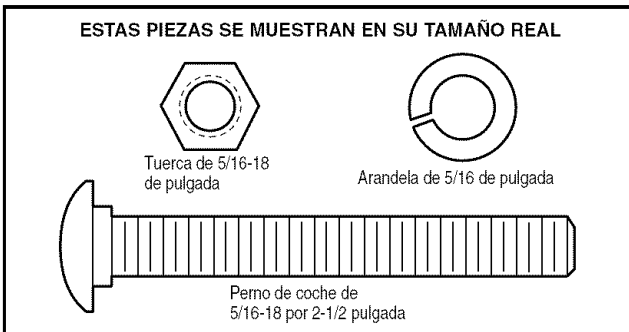 ESTAS PIEZAS SE MUESTRAN EN SU TAMAÑO REAL
Tuerca de 5/16-18
de pulgada
Arandela de 5/16 de pulgada
Perno de coche de
5/16-18 por 2-1/2 pulgada